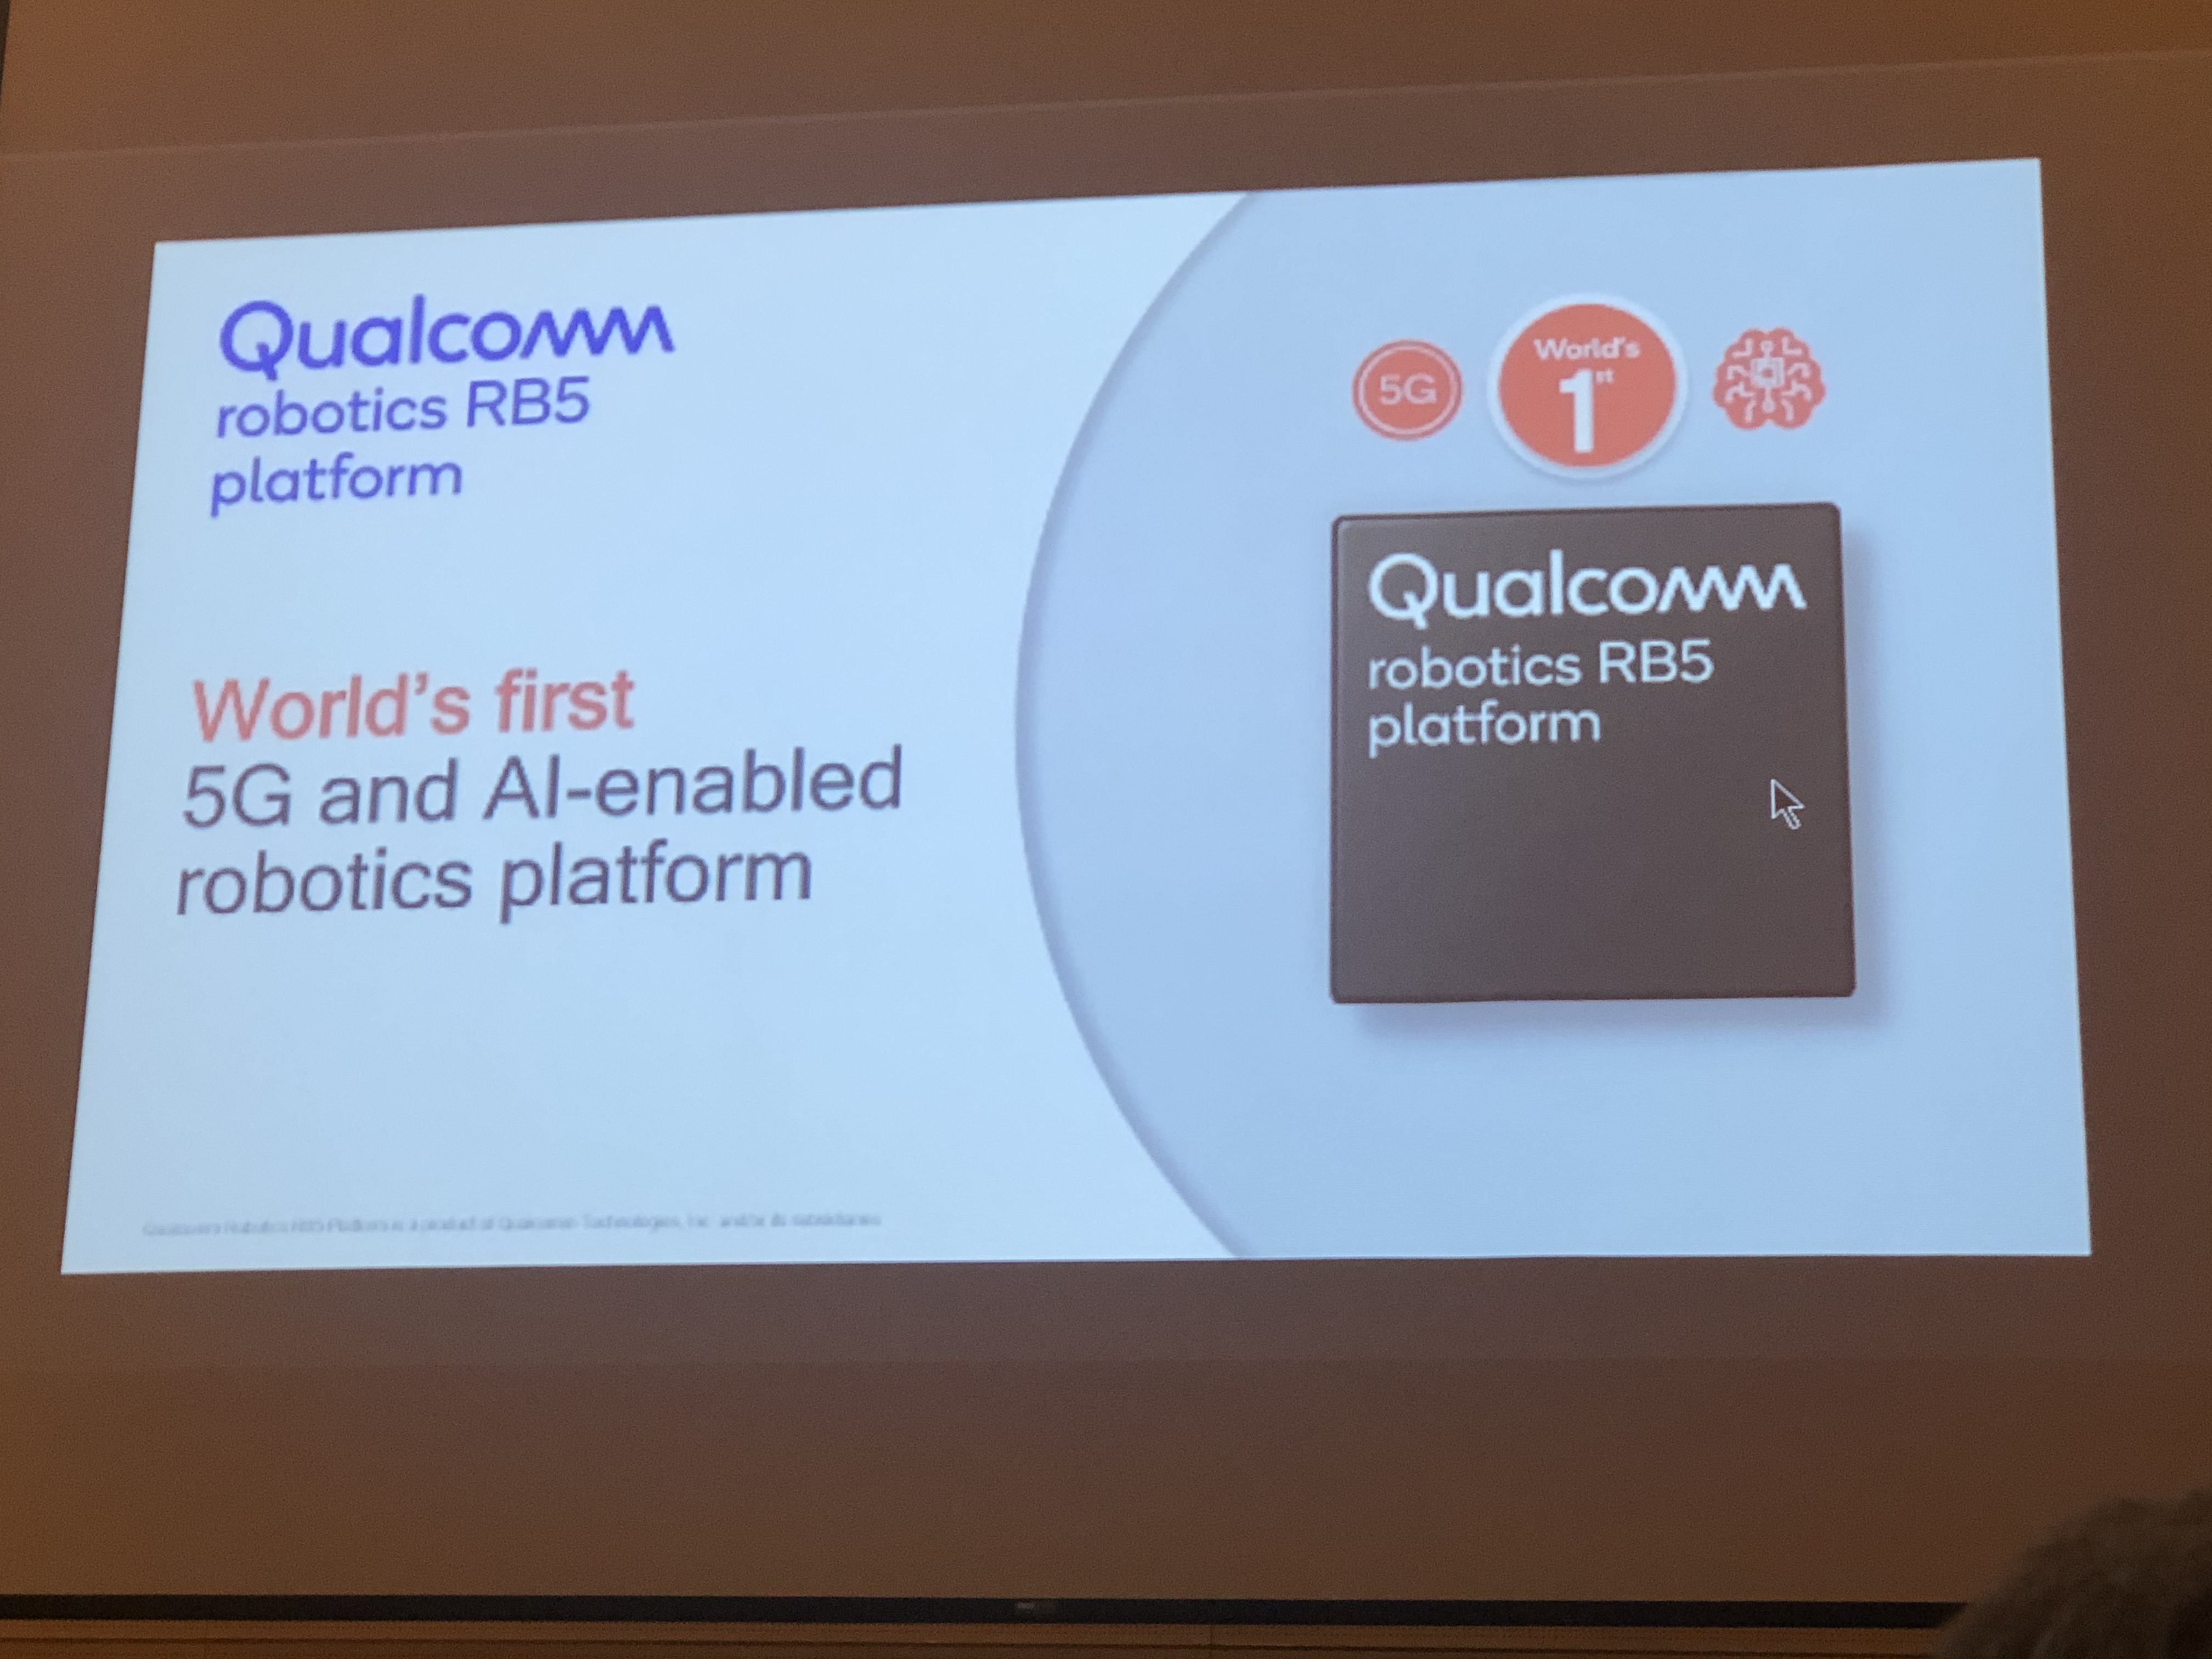 Qualcomm
robotics RB5
platform
World's first
5G and AI-enabled
robotics platform
5G
World's
1st
Qualcomm
robotics RB5
platform
Qualcomm Robotics RB5 Platform is a product of Qualcomm Technologies, Inc. and/or its subsidiaries.